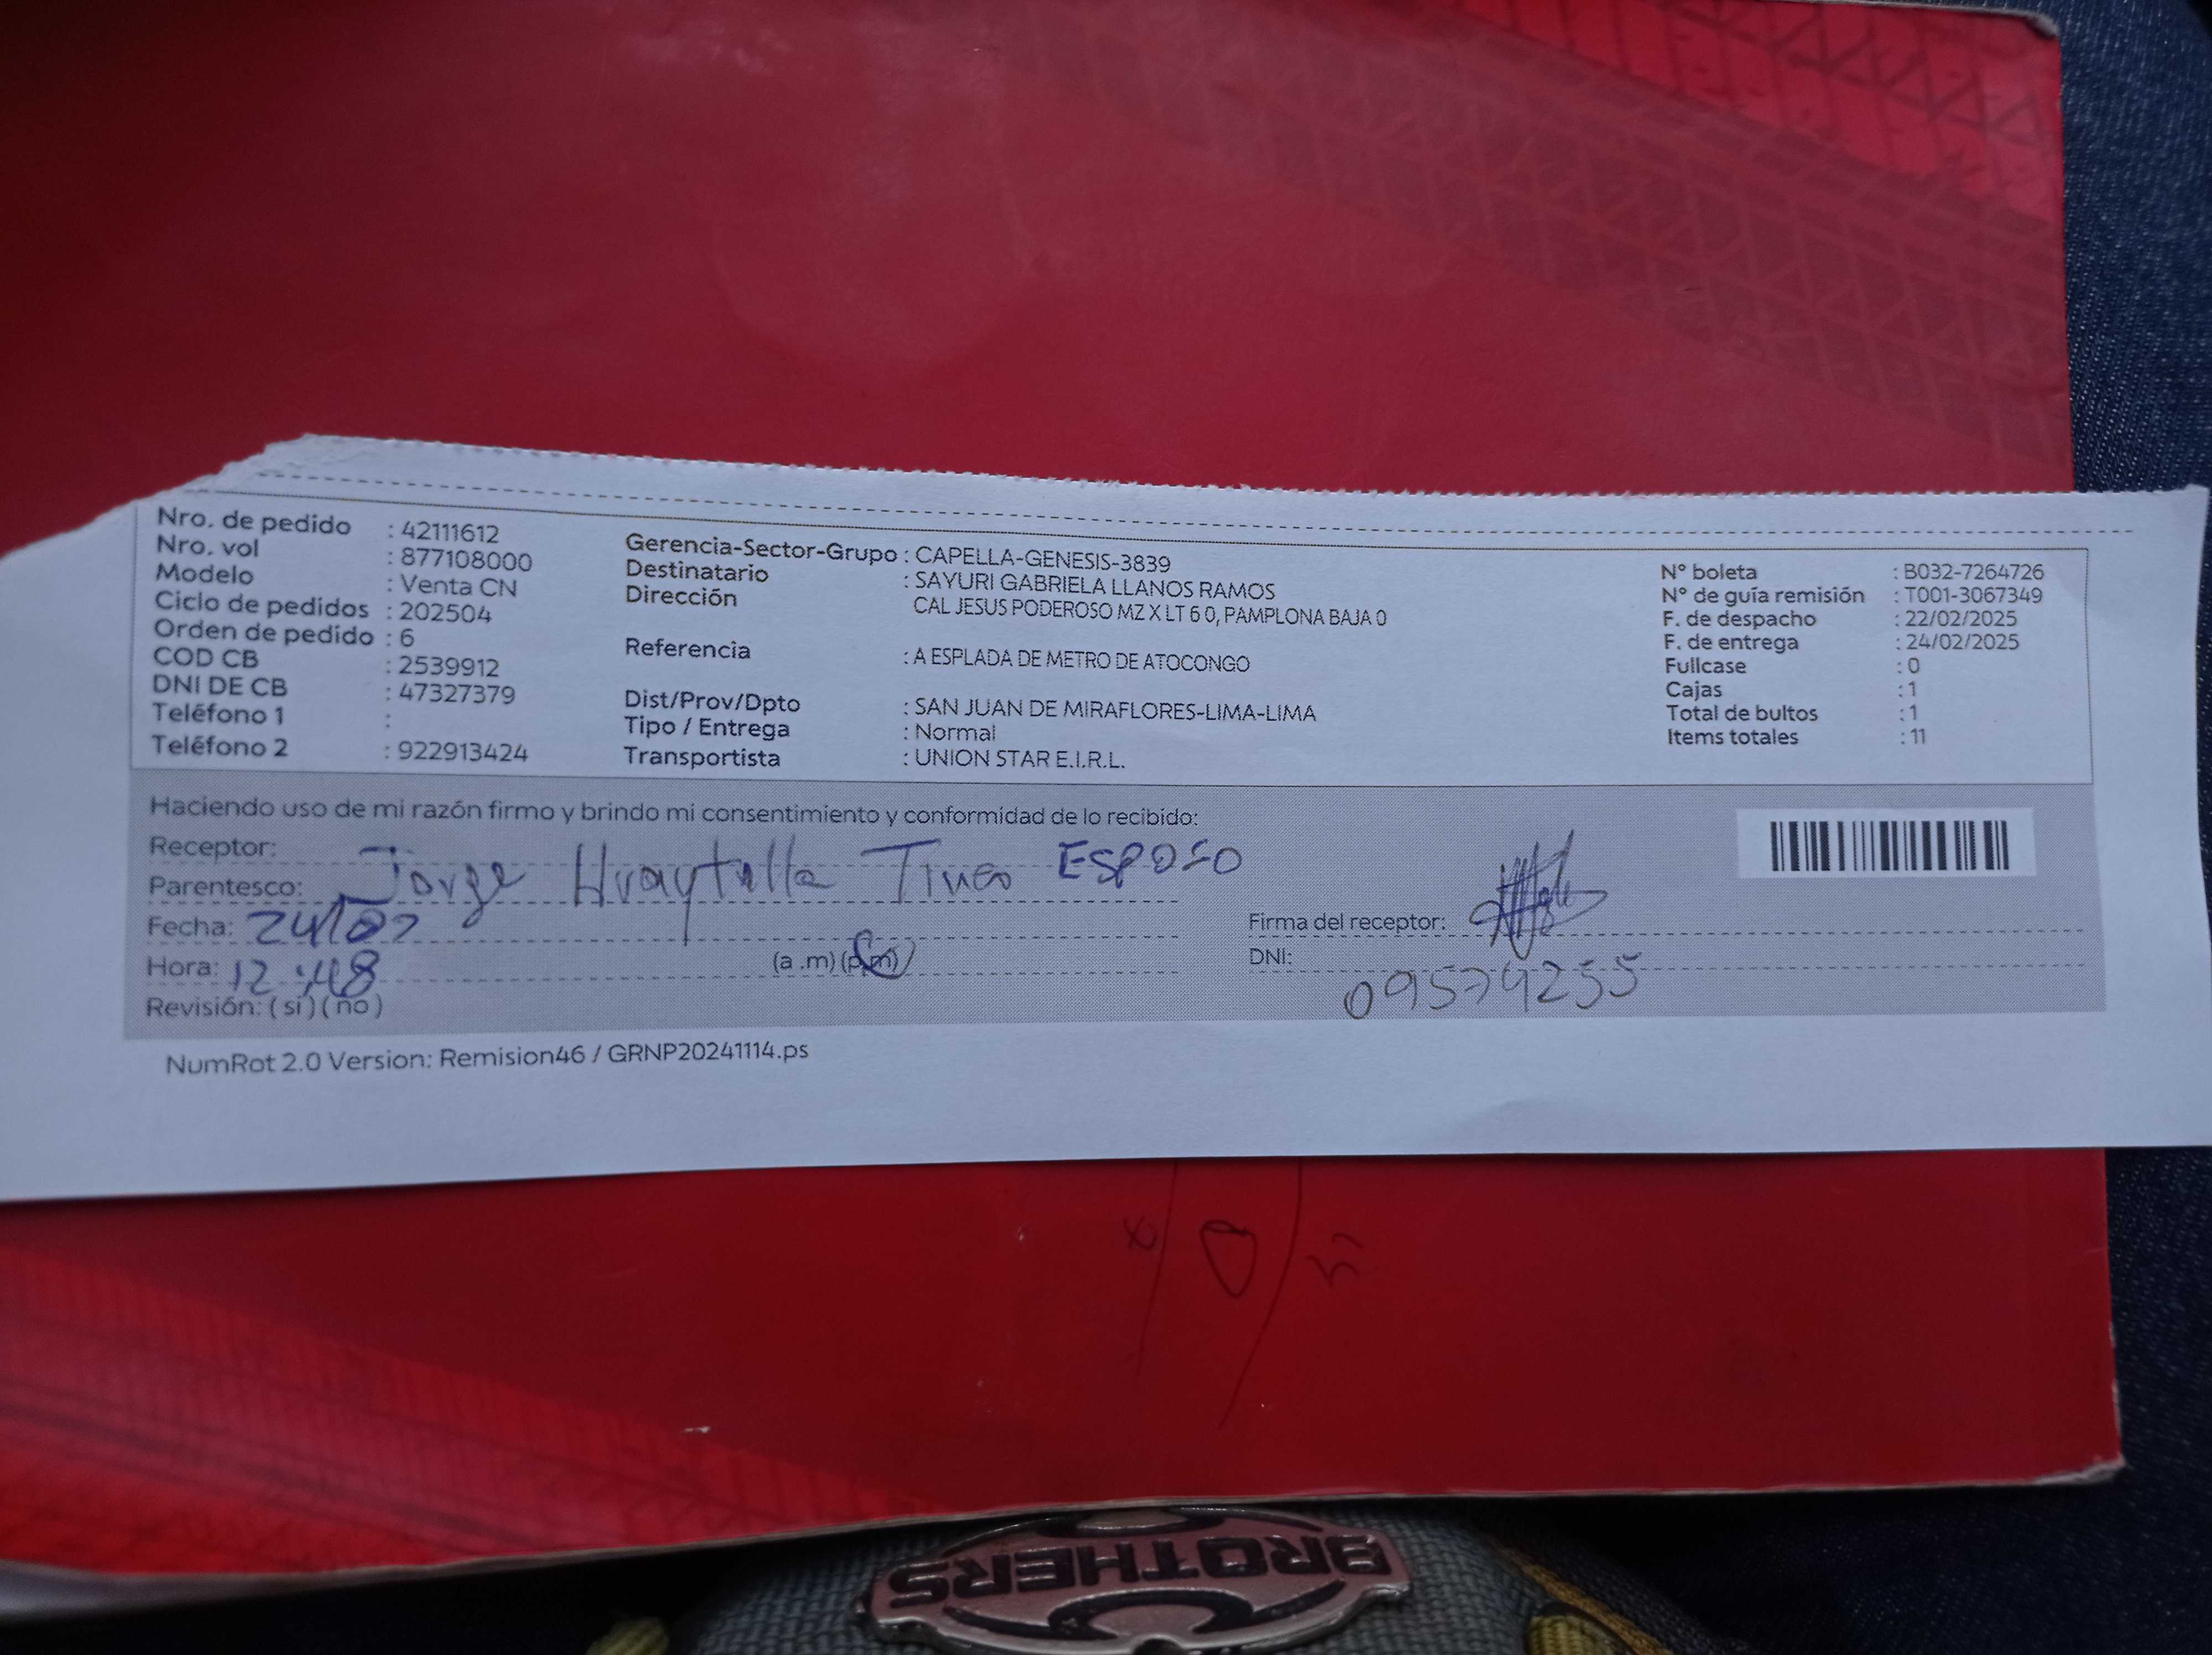 Nro. de pedido : 42111612
Nro. vol : 877108000
Modelo : Venta CN
Ciclo de pedidos : 202504
Orden de pedido : 6
COD CB : 2539912
DNI DE CB : 47327379
Teléfono 1 :
Teléfono 2 : 922913424
Gerencia-Sector-Grupo : CAPELLA-GENESIS-3839
Destinatario : SAYURI GABRIELA LLANOS RAMOS
Dirección CAL JESUS PODEROSO MZ X LT 6 0, PAMPLONA BAJA 0
Referencia : A ESPLADA DE METRO DE ATOCONGO
Dist/Prov/Dpto : SAN JUAN DE MIRAFLORES-LIMA-LIMA
Tipo / Entrega : Normal
Transportista : UNION STAR E.I.R.L.
N° boleta : B032-7264726
N° de guía remisión : T001-3067349
F. de despacho : 22/02/2025
F. de entrega : 24/02/2025
Fullcase : 0
Cajas : 1
Total de bultos : 1
Items totales : 11
Haciendo uso de mi razón firmo y brindo mi consentimiento y conformidad de lo recibido:
Receptor:
Parentesco: Jorge Huaytalla Tineo ESPOSO
Fecha: 24/02
Hora: 12:48 (a .m) (p.m)
Revisión: ( si ) ( no )
Firma del receptor:
DNI: 09579255
NumRot 2.0 Version: Remision46 / GRNP20241114.ps
BROTHERS